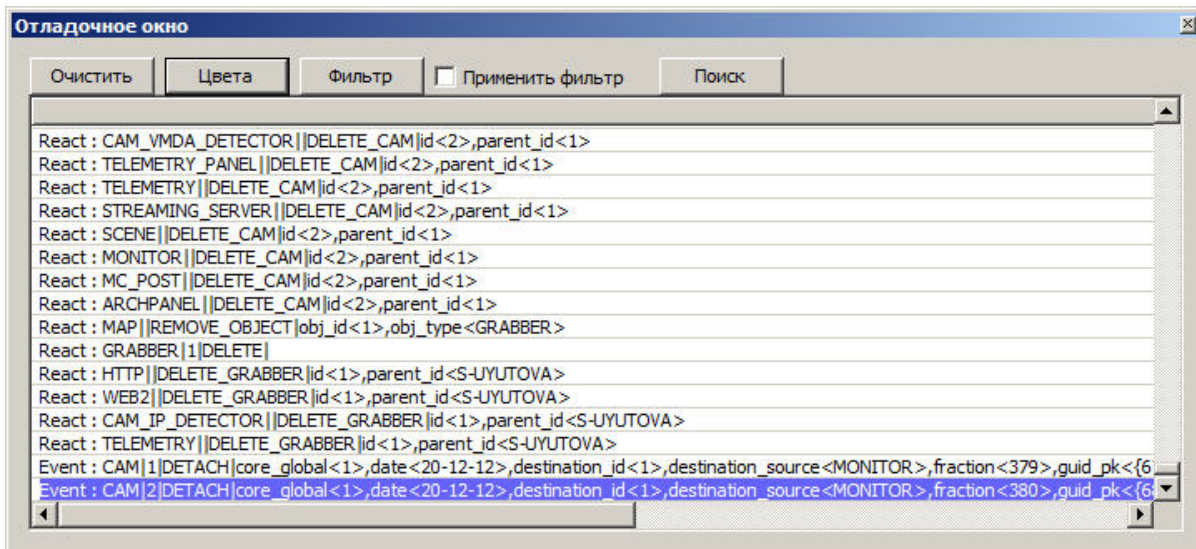 Отладочное окно
Очистить Цвета Фильтр Применить фильтр Поиск
React : CAM_VMDA_DETECTOR||DELETE_CAM|id<2>,parent_id<1>
React : TELEMETRY_PANEL||DELETE_CAM|id<2>,parent_id<1>
React : TELEMETRY||DELETE_CAM|id<2>,parent_id<1>
React : STREAMING_SERVER||DELETE_CAM|id<2>,parent_id<1>
React : SCENE||DELETE_CAM|id<2>,parent_id<1>
React : MONITOR||DELETE_CAM|id<2>,parent_id<1>
React : MC_POST||DELETE_CAM|id<2>,parent_id<1>
React : ARCHPANEL||DELETE_CAM|id<2>,parent_id<1>
React : MAP||REMOVE_OBJECT|obj_id<1>,obj_type<GRABBER>
React : GRABBER|1|DELETE|
React : HTTP||DELETE_GRABBER|id<1>,parent_id<S-UYUTOVA>
React : WEB2||DELETE_GRABBER|id<1>,parent_id<S-UYUTOVA>
React : CAM_IP_DETECTOR||DELETE_GRABBER|id<1>,parent_id<S-UYUTOVA>
React : TELEMETRY||DELETE_GRABBER|id<1>,parent_id<S-UYUTOVA>
Event : CAM|1|DETACH|core_global<1>,date<20-12-12>,destination_id<1>,destination_source<MONITOR>,fraction<379>,guid_pk<{6
Event : CAM|2|DETACH|core_global<1>,date<20-12-12>,destination_id<1>,destination_source<MONITOR>,fraction<380>,guid_pk<{6